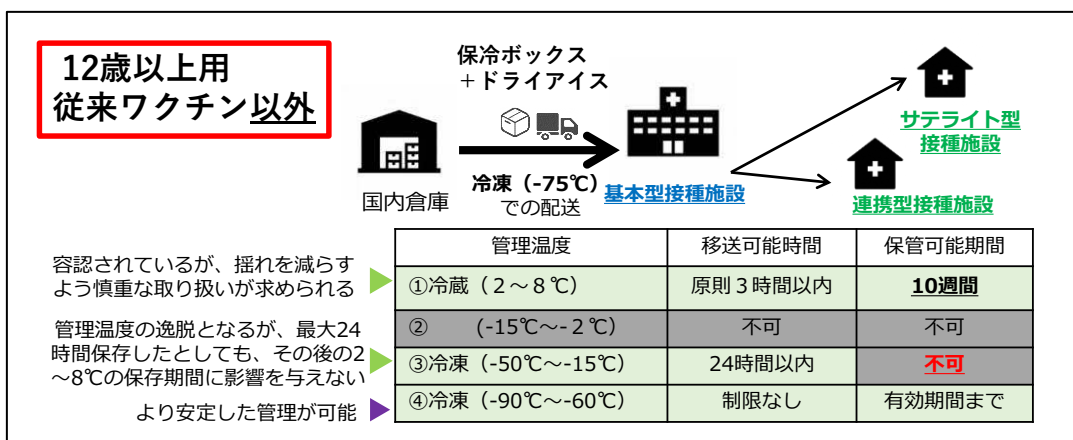 12歳以上用
従来ワクチン以外
保冷ボックス
＋ドライアイス
国内倉庫
冷凍（-75℃）
での配送
基本型接種施設
サテライト型
接種施設
連携型接種施設
管理温度 移送可能時間 保管可能期間
容認されているが、揺れを減らす
よう慎重な取り扱いが求められる
①冷蔵（２～８℃） 原則３時間以内 10週間
管理温度の逸脱となるが、最大24
時間保存したとしても、その後の2
～8℃の保存期間に影響を与えない
② (-15℃～-２℃) 不可 不可
③冷凍（-50℃～-15℃） 24時間以内 不可
より安定した管理が可能
④冷凍（-90℃～-60℃） 制限なし 有効期間まで